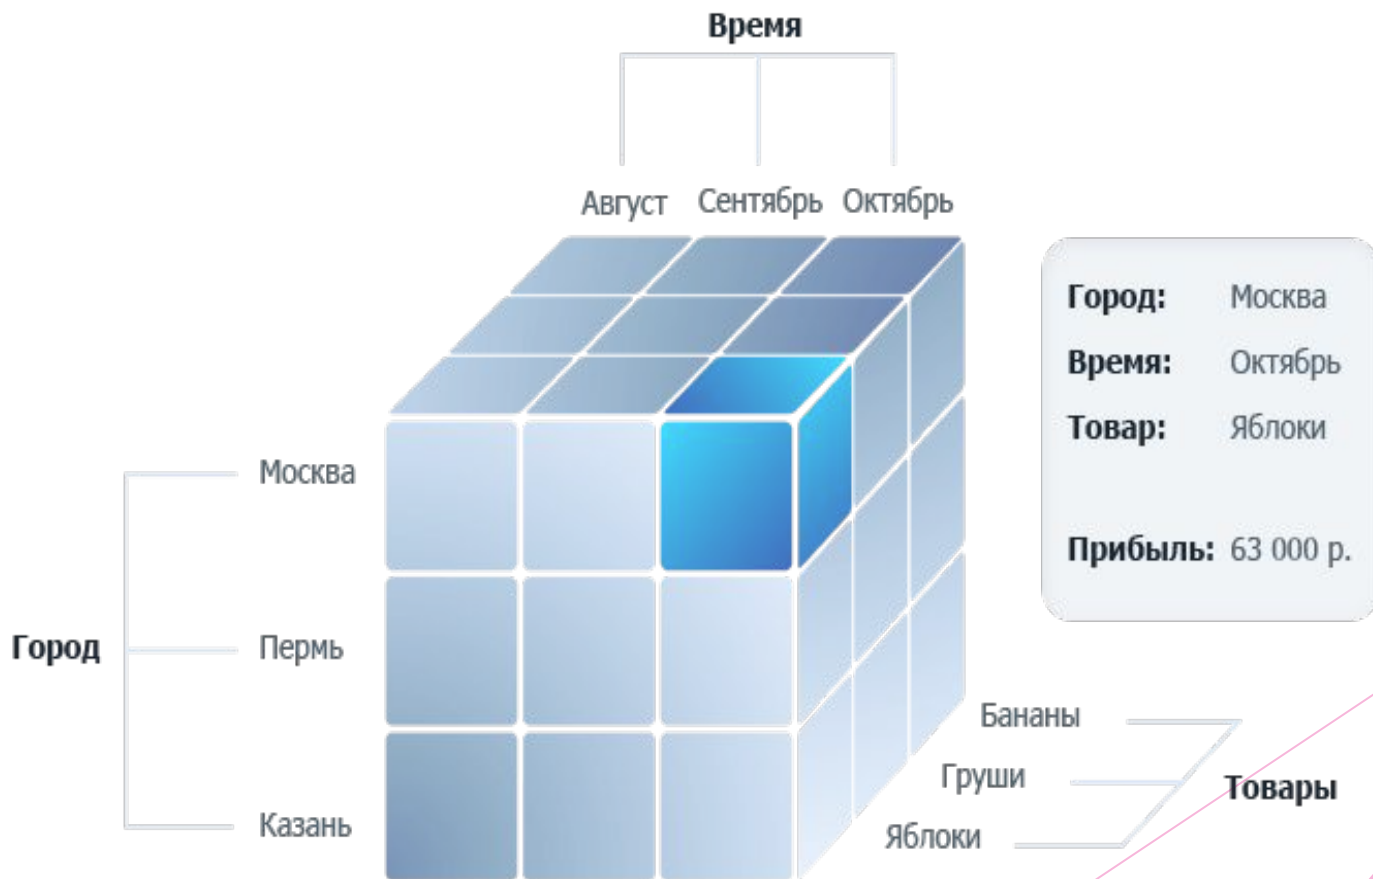 Время
Август Сентябрь Октябрь
Город: Москва
Время: Октябрь
Товар: Яблоки
Прибыль: 63 000 р.
Москва
Город
Пермь
Казань
Бананы
Груши
Товары
Яблоки